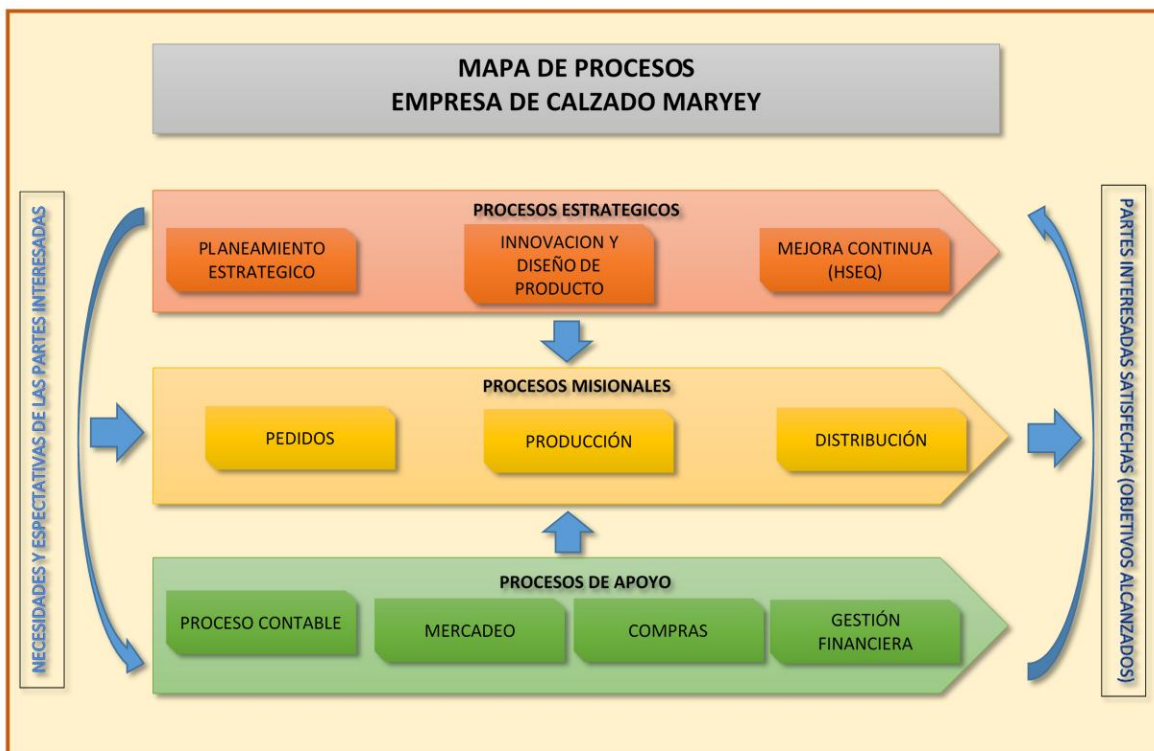 MAPA DE PROCESOS
EMPRESA DE CALZADO MARYEY
NECESIDADES Y ESPECTATIVAS DE LAS PARTES INTERESADAS
PROCESOS ESTRATEGICOS
PLANEAMIENTO
ESTRATEGICO
INNOVACION Y
DISEÑO DE
PRODUCTO
MEJORA CONTINUA
(HSEQ)
PROCESOS MISIONALES
PEDIDOS
PRODUCCIÓN
DISTRIBUCIÓN
PROCESOS DE APOYO
PROCESO CONTABLE
MERCADEO
COMPRAS
GESTIÓN
FINANCIERA
PARTES INTERESADAS SATISFECHAS (OBJETIVOS ALCANZADOS)